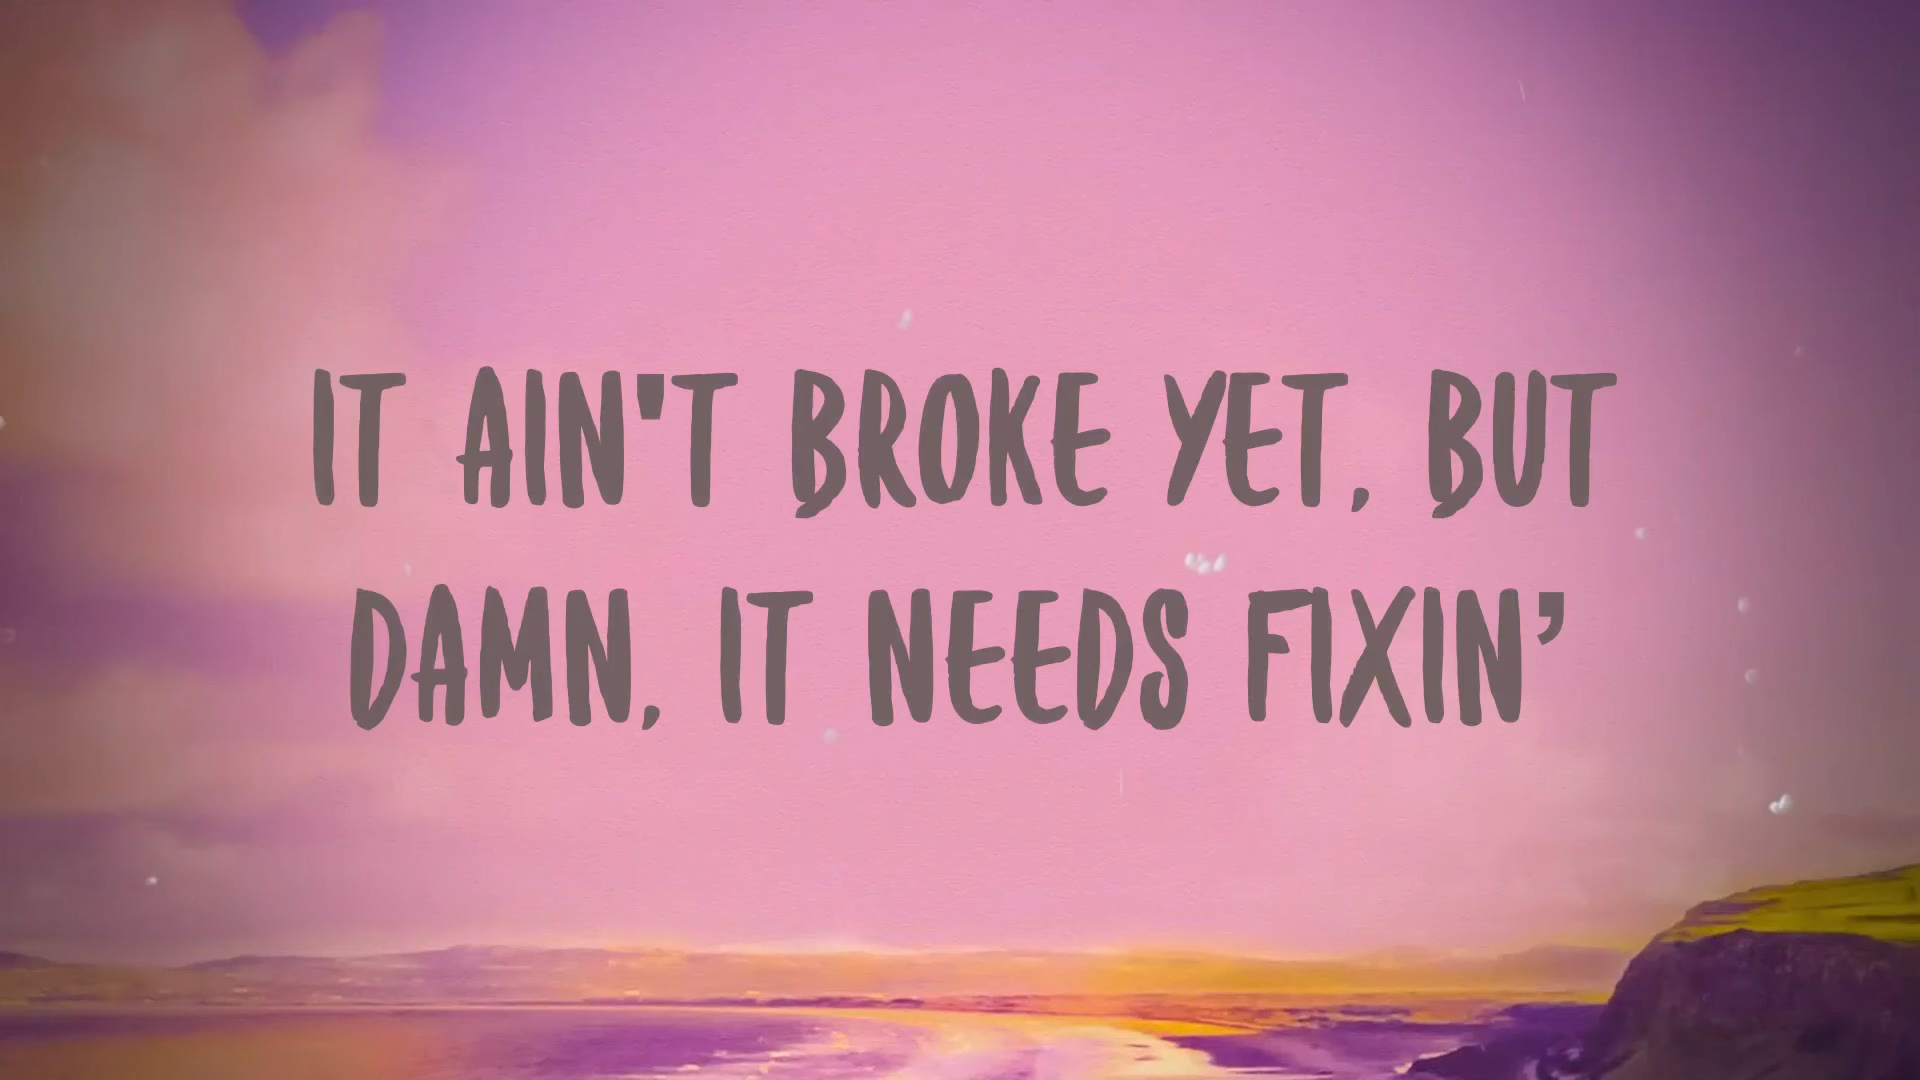 IT AIN'T BROKE YET, BUT
DAMN, IT NEEDS FIXIN’